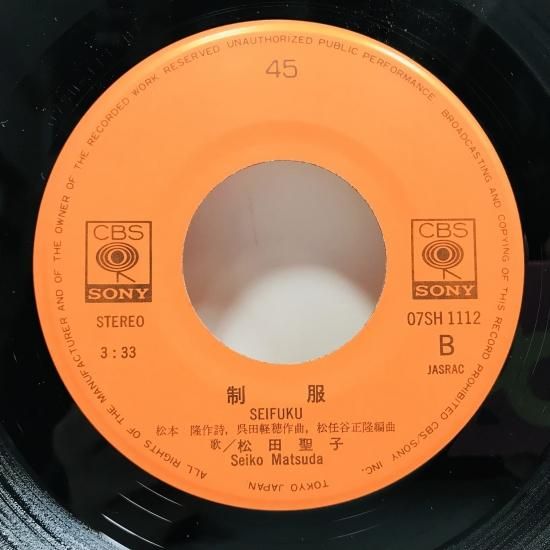 ALL RIGHTS OF THE MANUFACTURER AND OF THE OWNER OF THE RECORDED WORK RESERVED UNAUTHORIZED PUBLIC PERFORMANCE BROADCASTING AND COPYING OF THIS RECORD PROHIBITED CBS/SONY INC. TOKYO JAPAN
45
CBS
SONY
CBS
SONY
STEREO
07SH 1112
3:33
B
JASRAC
制 服
SEIFUKU
松本 隆作詩, 呉田軽穂作曲, 松任谷正隆編曲
歌/松田聖子
Seiko Matsuda